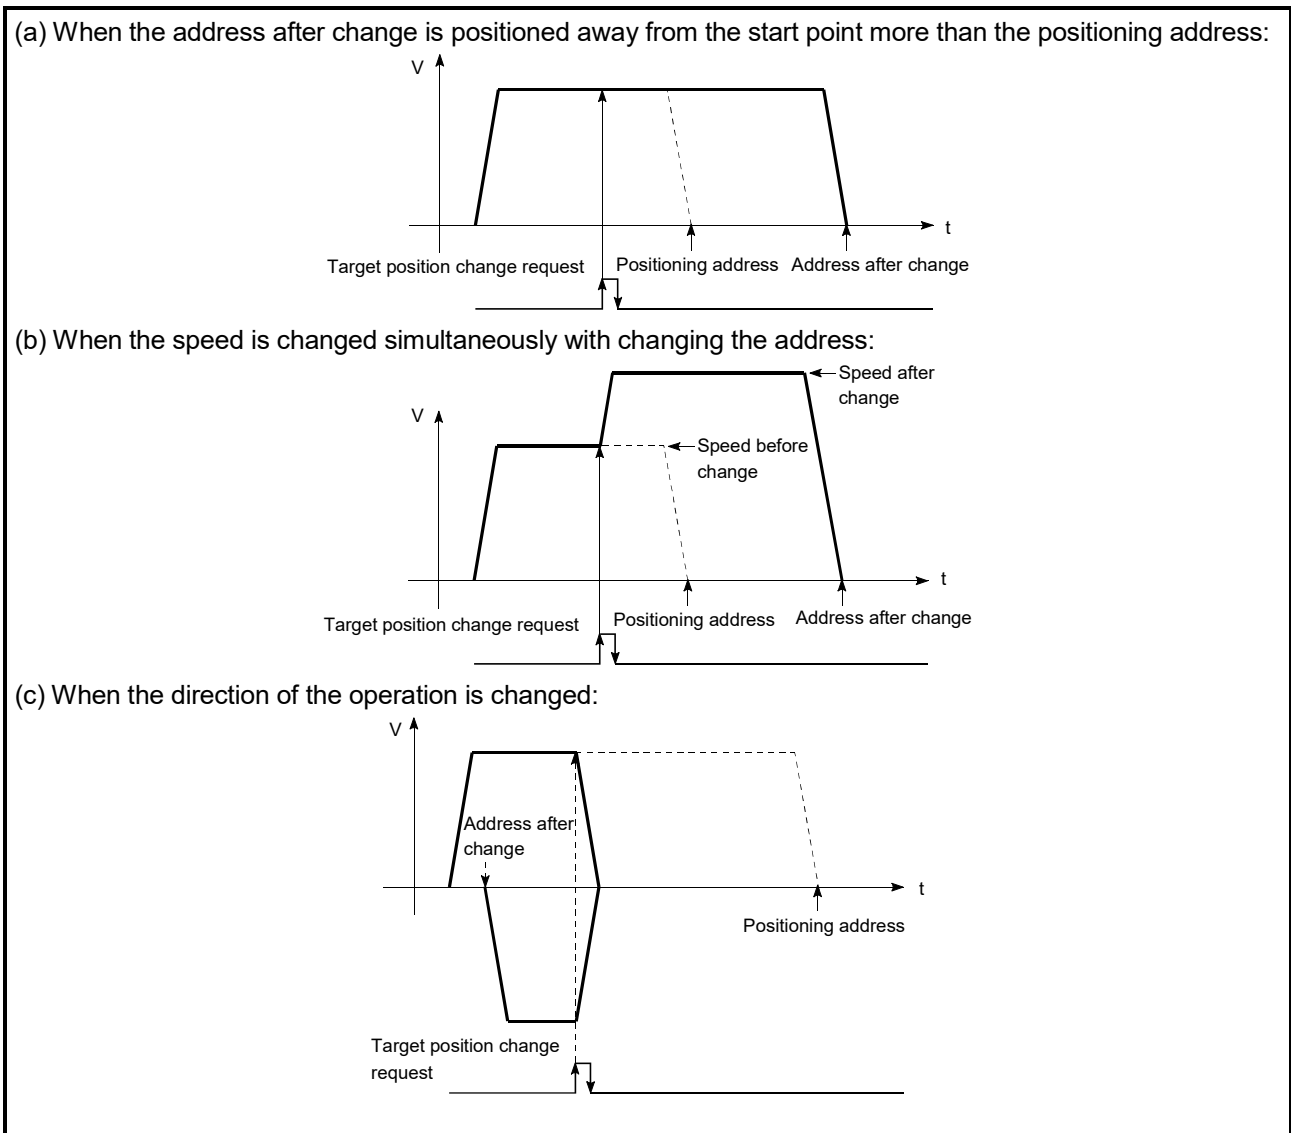 (a) When the address after change is positioned away from the start point more than the positioning address:
V
t
Target position change request
Positioning address
Address after change
(b) When the speed is changed simultaneously with changing the address:
Speed after
change
V
Speed before
change
t
Target position change request
Positioning address
Address after change
(c) When the direction of the operation is changed:
V
Address after
change
t
Positioning address
Target position change
request